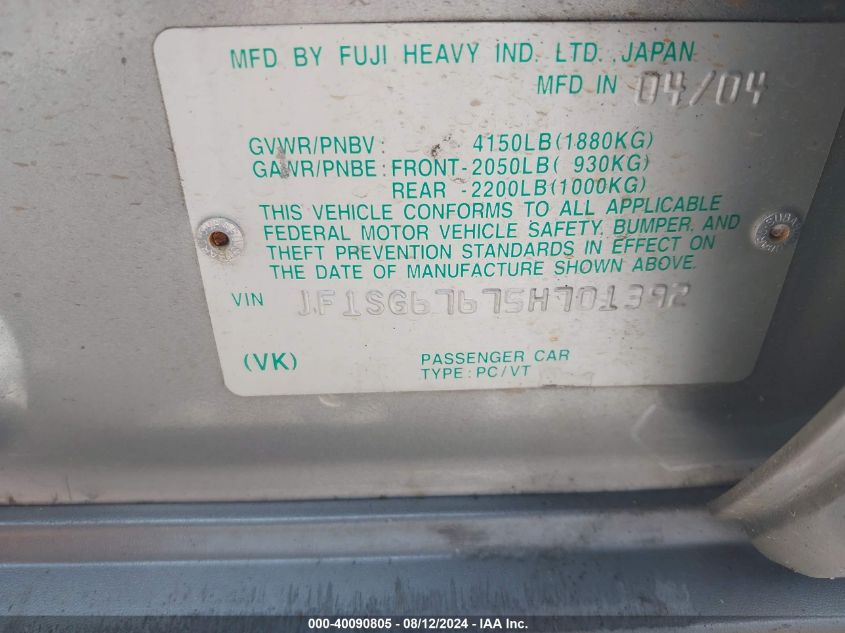 MFD BY FUJI HEAVY IND. LTD., JAPAN
MFD IN 04/04
GVWR/PNBV: 4150LB(1880KG)
GAWR/PNBE: FRONT-2050LB( 930KG)
REAR -2200LB(1000KG)
THIS VEHICLE CONFORMS TO ALL APPLICABLE
FEDERAL MOTOR VEHICLE SAFETY, BUMPER, AND
THEFT PREVENTION STANDARDS IN EFFECT ON
THE DATE OF MANUFACTURE SHOWN ABOVE.
VIN JF1SG67675H701392
(VK) PASSENGER CAR
TYPE: PC/VT
000-40090805 - 08/12/2024 - IAA Inc.